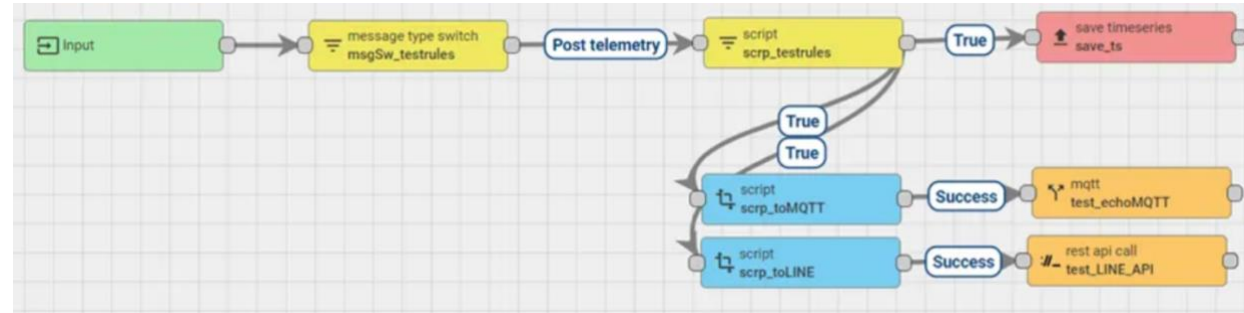 Input
message type switch
msgSw_testrules
Post telemetry
script
scrp_testrules
True
save timeseries
save_ts
True
True
script
scrp_toMQTT
Success
mqtt
test_echoMQTT
script
scrp_toLINE
Success
rest api call
test_LINE_API